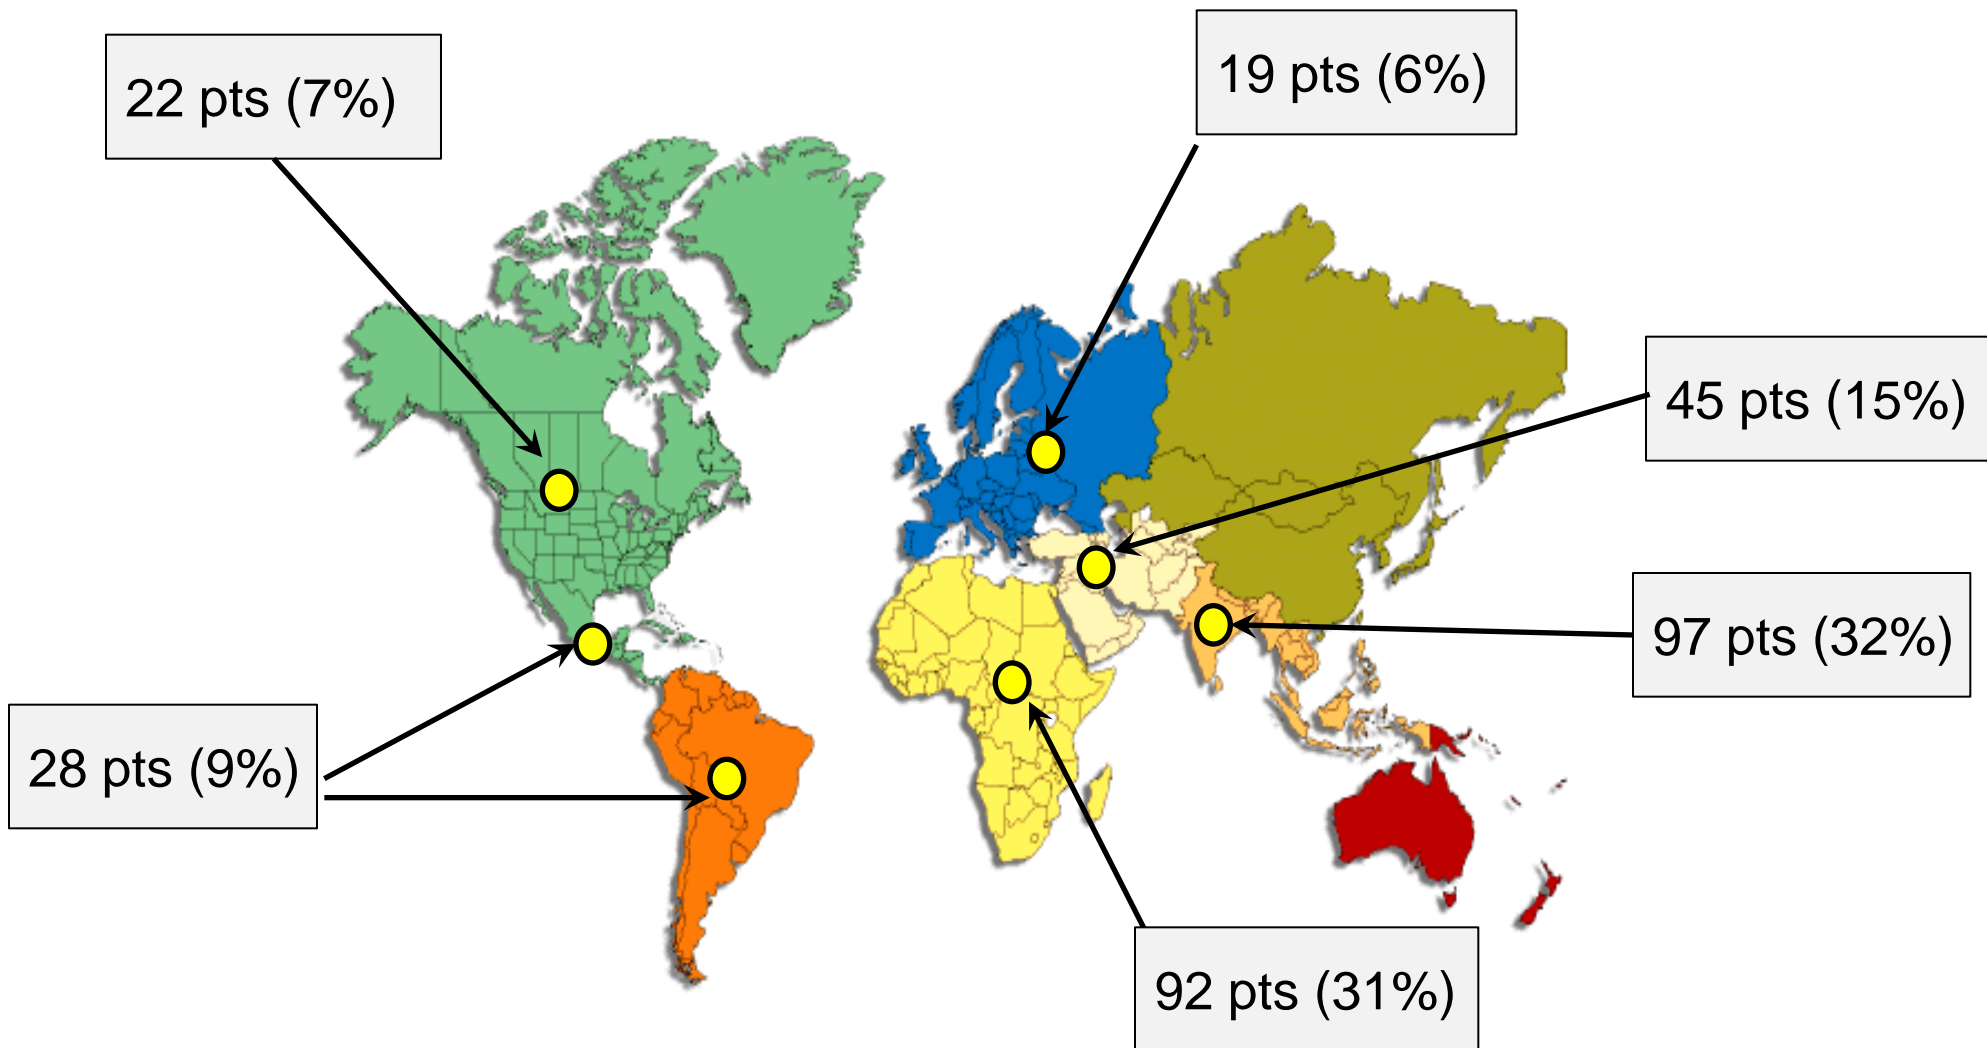 19 pts (6%)
22 pts (7%)
45 pts (15%)
97 pts (32%)
28 pts (9%)
92 pts (31%)